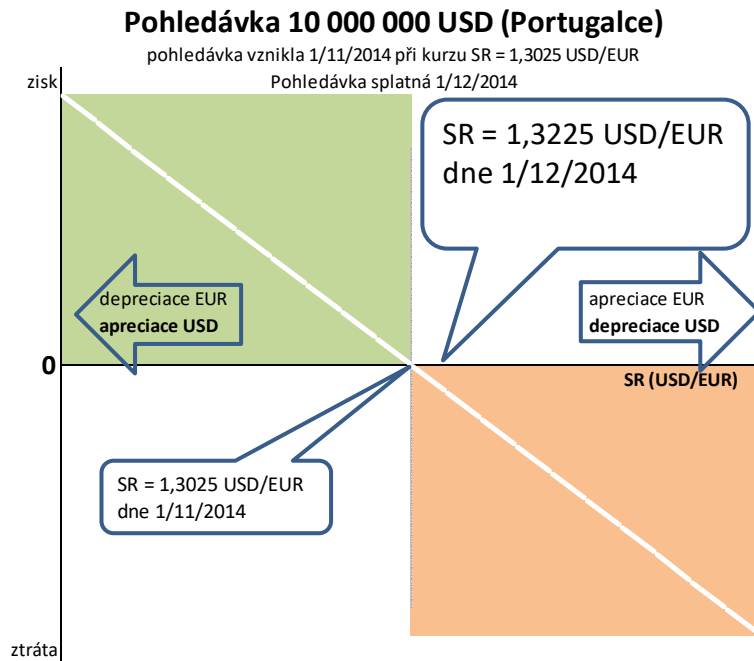 Pohledávka 10 000 000 USD (Portugalce)
pohledávka vznikla 1/11/2014 při kurzu SR = 1,3025 USD/EUR
Pohledávka splatná 1/12/2014
zisk
SR = 1,3225 USD/EUR
dne 1/12/2014
depreciace EUR
apreciace USD
apreciace EUR
depreciace USD
0
SR (USD/EUR)
SR = 1,3025 USD/EUR
dne 1/11/2014
ztráta